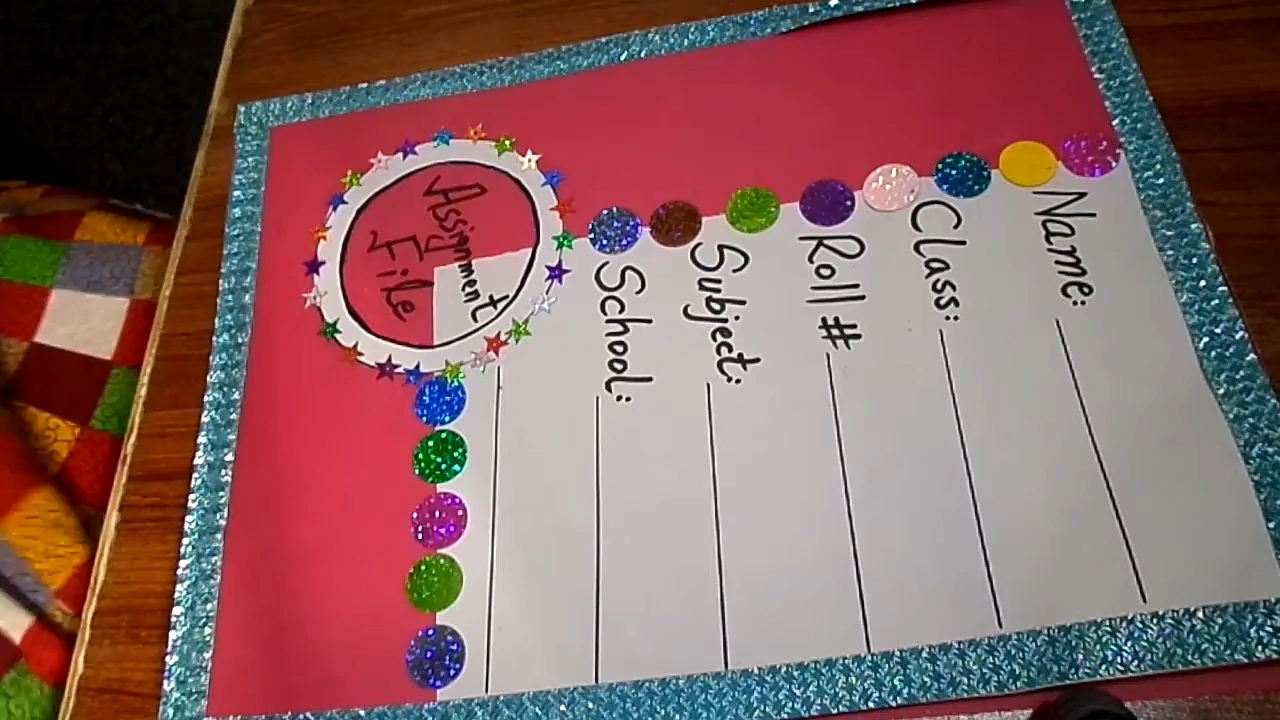 Name:
Class:
Roll #
Subject:
School:
Assignment
File